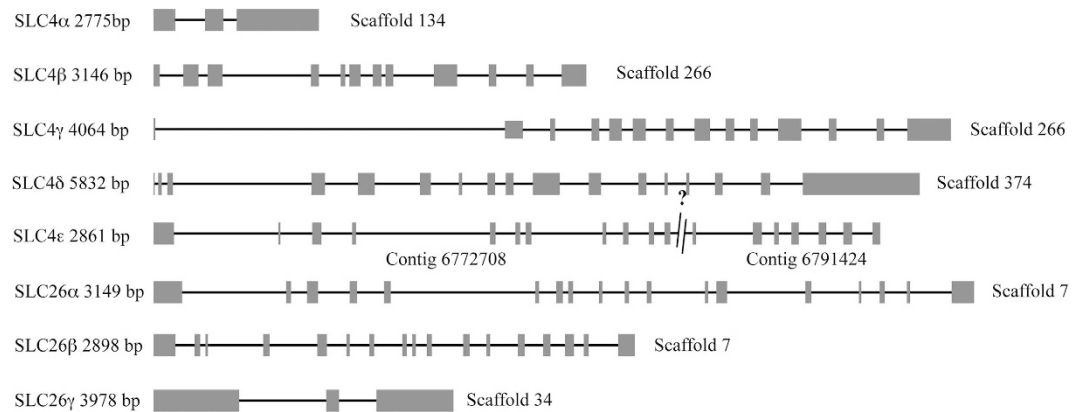 SLC4α 2775bp Scaffold 134
SLC4β 3146 bp Scaffold 266
SLC4γ 4064 bp Scaffold 266
SLC4δ 5832 bp Scaffold 374
?
SLC4ε 2861 bp
Contig 6772708 Contig 6791424
SLC26α 3149 bp Scaffold 7
SLC26β 2898 bp Scaffold 7
SLC26γ 3978 bp Scaffold 34